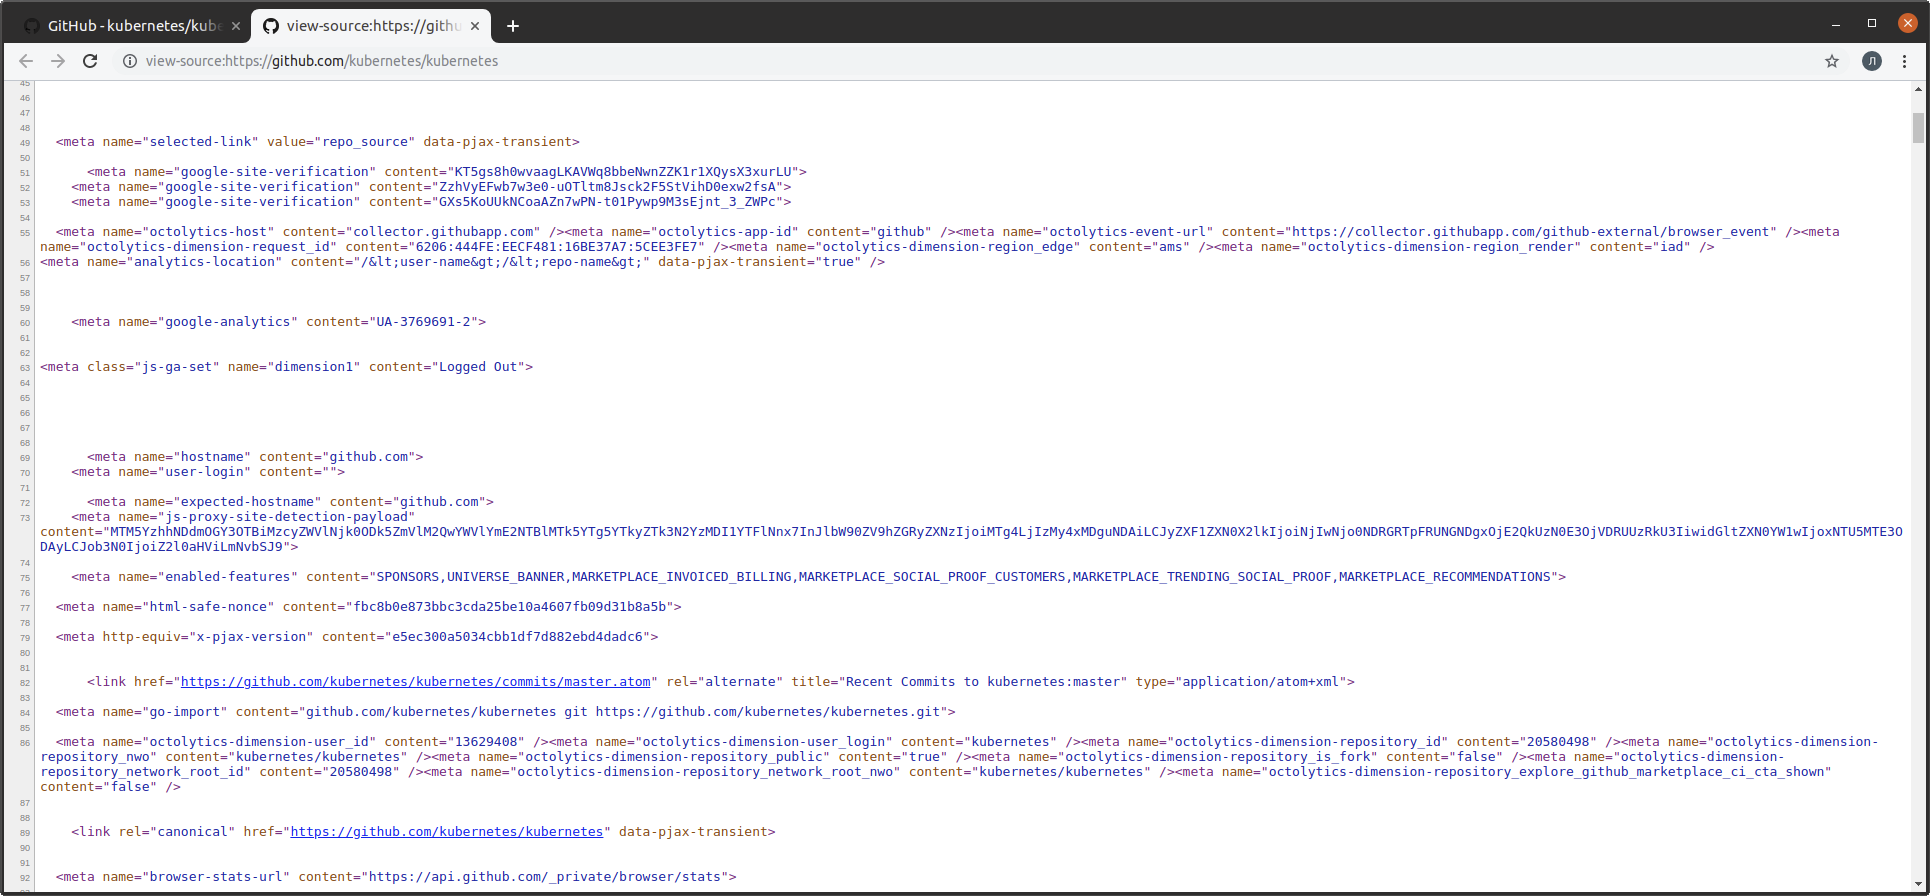 GitHub - kubernetes/kube
view-source:https://githu
view-source:https://github.com/kubernetes/kubernetes
Л
45
46
47
48
49 <meta name="selected-link" value="repo_source" data-pjax-transient>
50
51 <meta name="google-site-verification" content="KT5gs8h0wvaagLKAVWq8bbeNwnZZK1r1XQysX3xurLU">
52 <meta name="google-site-verification" content="ZzhVyEFwb7w3e0-uOTltm8Jsck2F5StVihD0exw2fsA">
53 <meta name="google-site-verification" content="GXs5KoUUkNCoaAZn7wPN-t01Pywp9M3sEjnt_3_ZWPc">
54
55 <meta name="octolytics-host" content="collector.githubapp.com" /><meta name="octolytics-app-id" content="github" /><meta name="octolytics-event-url" content="https://collector.githubapp.com/github-external/browser_event" /><meta
name="octolytics-dimension-request_id" content="6206:444FE:EECF481:16BE37A7:5CEE3FE7" /><meta name="octolytics-dimension-region_edge" content="ams" /><meta name="octolytics-dimension-region_render" content="iad" />
56 <meta name="analytics-location" content="/&lt;user-name&gt;/&lt;repo-name&gt;" data-pjax-transient="true" />
57
58
59
60 <meta name="google-analytics" content="UA-3769691-2">
61
62
63 <meta class="js-ga-set" name="dimension1" content="Logged Out">
64
65
66
67
68
69 <meta name="hostname" content="github.com">
70 <meta name="user-login" content="">
71
72 <meta name="expected-hostname" content="github.com">
73 <meta name="js-proxy-site-detection-payload"
content="MTM5YzhhNDdmOGY3OTBiMzcyZWVlNjk0ODk5ZmVlM2QwYWVlYmE2NTBlMTk5YTg5YTkyZTk3N2YzMDI1YTFlNnx7InJlbW90ZV9hZGRyZXNzIjoiMTg4LjIzMy4xMDguNDAiLCJyZXF1ZXN0X2lkIjoiNjIwNjo0NDRGRTpFRUNGNDgxOjE2QkUzN0E3OjVDRUUzRkU3IiwidGltZXN0YW1wIjoxNTU5MTE3O
DAyLCJob3N0IjoiZ2l0aHViLmNvbSJ9">
74
75 <meta name="enabled-features" content="SPONSORS,UNIVERSE_BANNER,MARKETPLACE_INVOICED_BILLING,MARKETPLACE_SOCIAL_PROOF_CUSTOMERS,MARKETPLACE_TRENDING_SOCIAL_PROOF,MARKETPLACE_RECOMMENDATIONS">
76
77 <meta name="html-safe-nonce" content="fbc8b0e873bbc3cda25be10a4607fb09d31b8a5b">
78
79 <meta http-equiv="x-pjax-version" content="e5ec300a5034cbb1df7d882ebd4dadc6">
80
81
82 <link href="https://github.com/kubernetes/kubernetes/commits/master.atom" rel="alternate" title="Recent Commits to kubernetes:master" type="application/atom+xml">
83
84 <meta name="go-import" content="github.com/kubernetes/kubernetes git https://github.com/kubernetes/kubernetes.git">
85
86 <meta name="octolytics-dimension-user_id" content="13629408" /><meta name="octolytics-dimension-user_login" content="kubernetes" /><meta name="octolytics-dimension-repository_id" content="20580498" /><meta name="octolytics-dimension-
repository_nwo" content="kubernetes/kubernetes" /><meta name="octolytics-dimension-repository_public" content="true" /><meta name="octolytics-dimension-repository_is_fork" content="false" /><meta name="octolytics-dimension-
repository_network_root_id" content="20580498" /><meta name="octolytics-dimension-repository_network_root_nwo" content="kubernetes/kubernetes" /><meta name="octolytics-dimension-repository_explore_github_marketplace_ci_cta_shown"
content="false" />
87
88
89 <link rel="canonical" href="https://github.com/kubernetes/kubernetes" data-pjax-transient>
90
91
92 <meta name="browser-stats-url" content="https://api.github.com/_private/browser/stats">